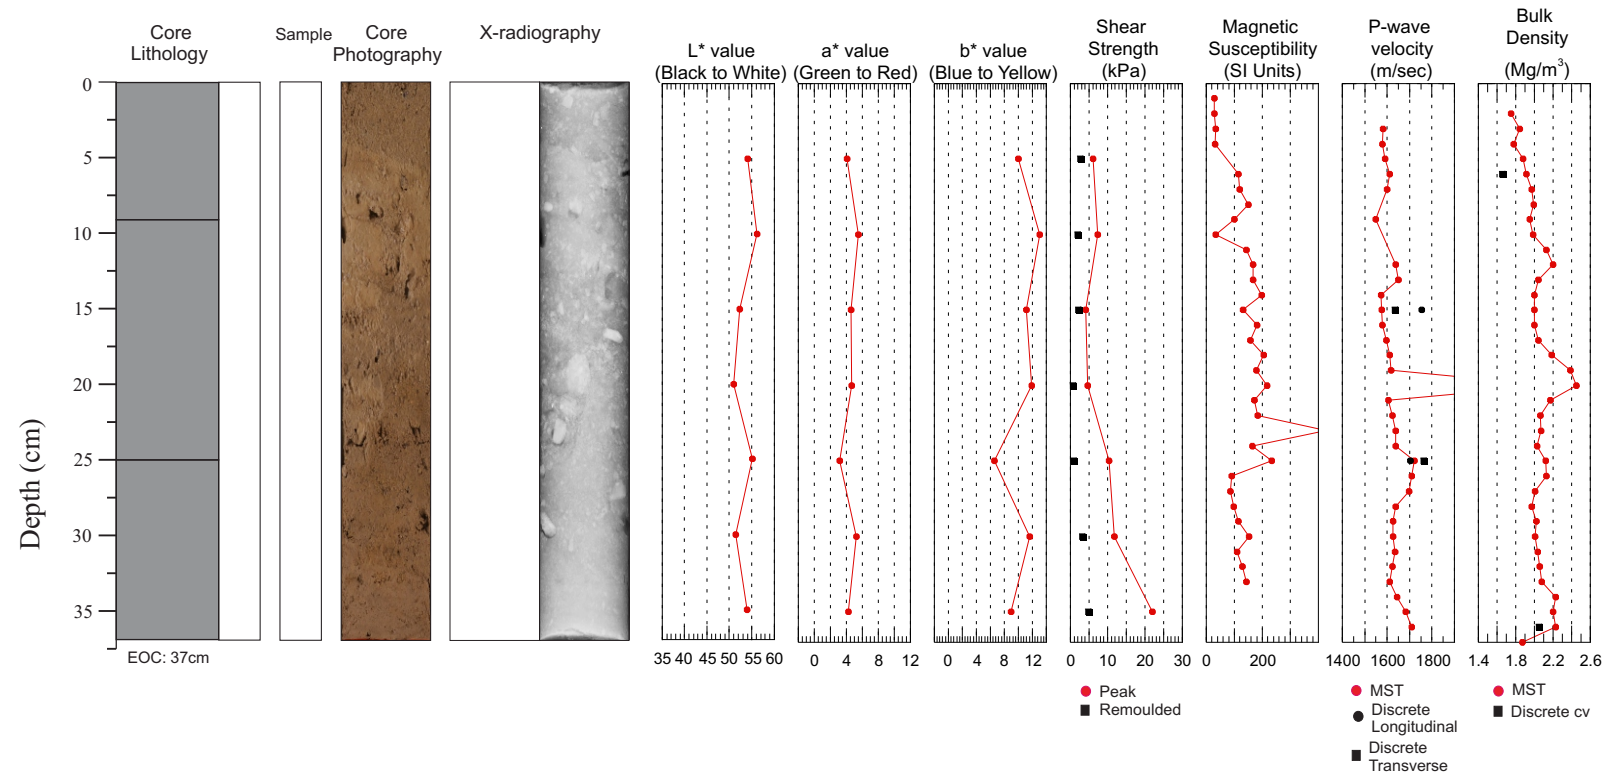 Core
Lithology
Sample
Core
Photography
X-radiography
L* value
(Black to White)
a* value
(Green to Red)
b* value
(Blue to Yellow)
Shear
Strength
(kPa)
Magnetic
Susceptibility
(SI Units)
P-wave
velocity
(m/sec)
Bulk
Density
(Mg/m³)
Depth (cm)
0
5
10
15
20
25
30
35
EOC: 37cm
35 40 45 50 55 60
0 4 8 12
0 4 8 12
0 10 20 30
0 200
1400 1600 1800
1.4 1.8 2.2 2.6
Peak
Remoulded
MST
Discrete
Longitudinal
Discrete
Transverse
MST
Discrete cv